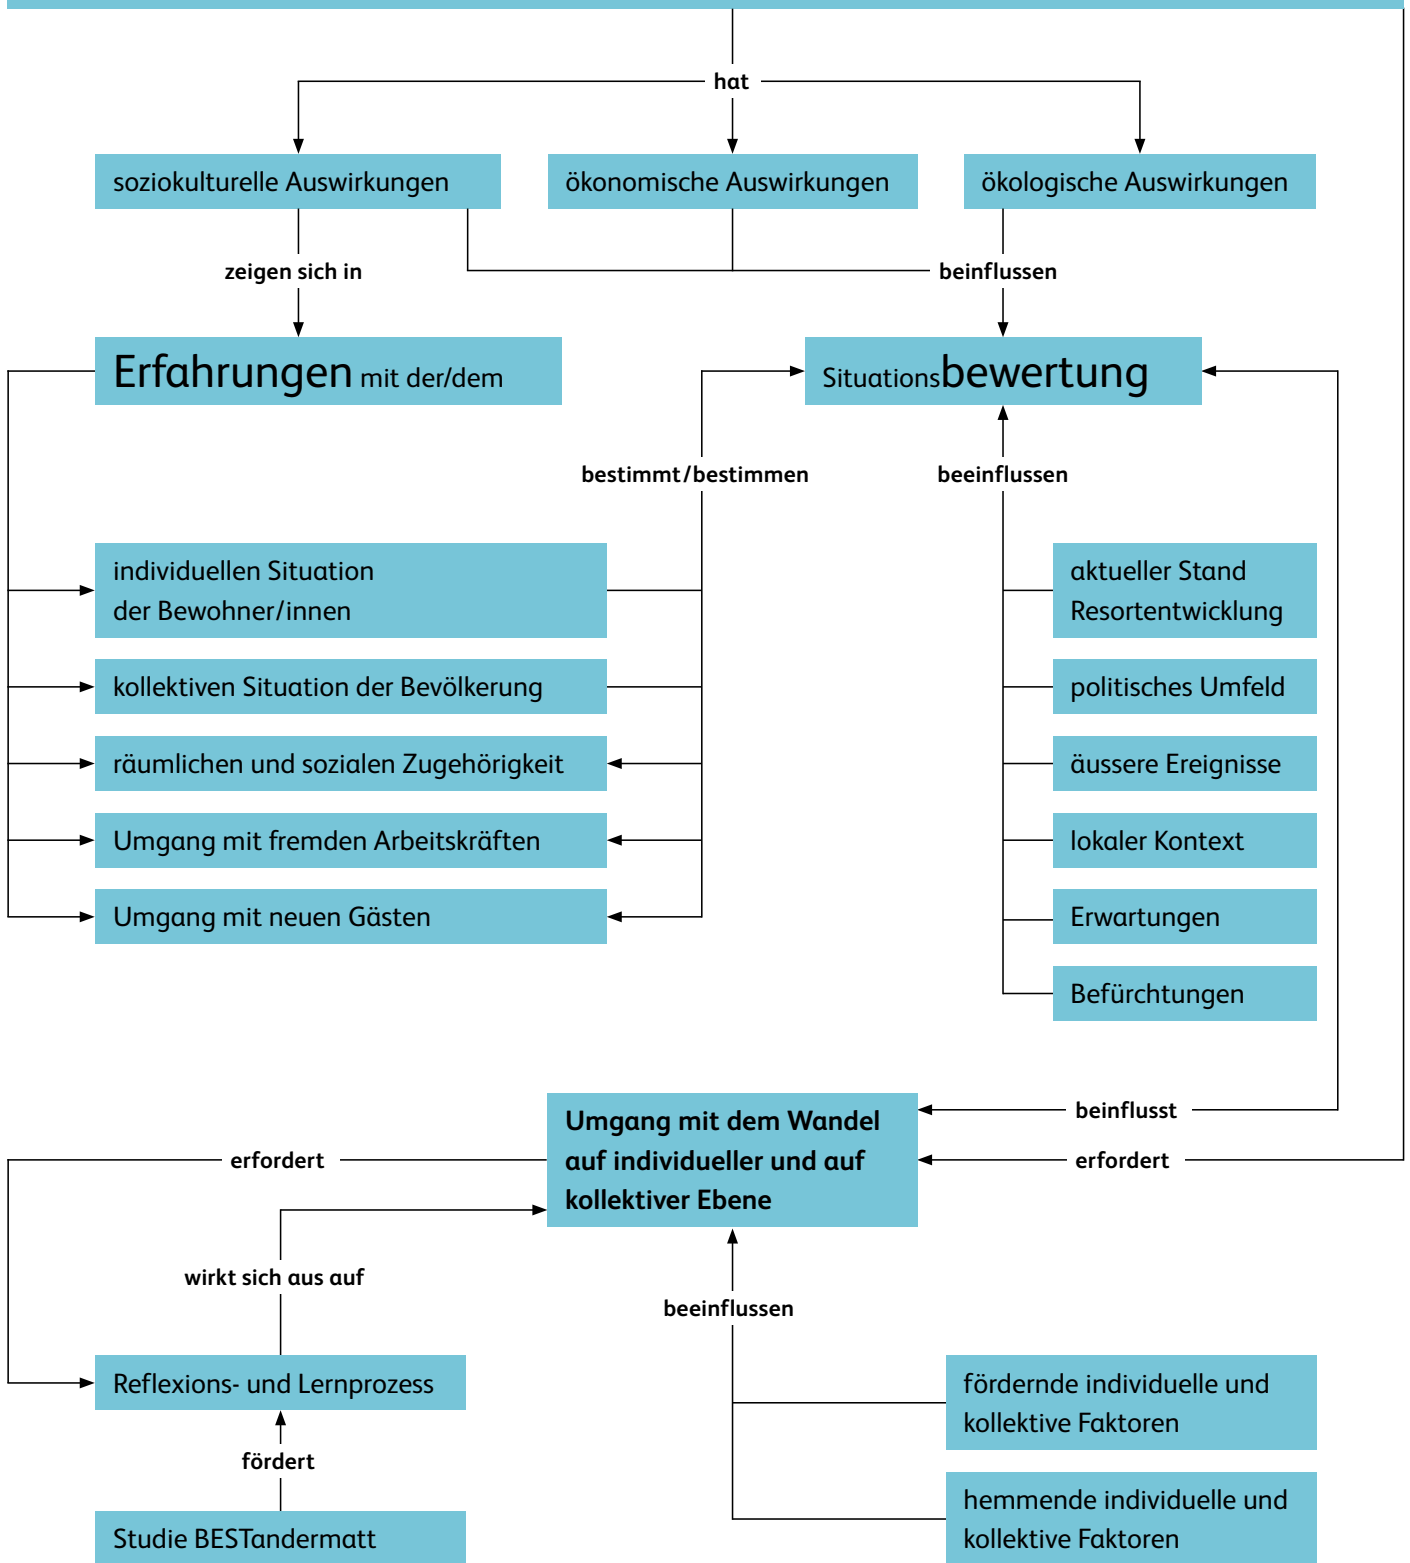 hat
soziokulturelle Auswirkungen
ökonomische Auswirkungen
ökologische Auswirkungen
zeigen sich in
beinflussen
Erfahrungen mit der/dem
Situationsbewertung
bestimmt/bestimmen
beeinflussen
individuellen Situation
der Bewohner/innen
kollektiven Situation der Bevölkerung
räumlichen und sozialen Zugehörigkeit
Umgang mit fremden Arbeitskräften
Umgang mit neuen Gästen
aktueller Stand
Resortentwicklung
politisches Umfeld
äussere Ereignisse
lokaler Kontext
Erwartungen
Befürchtungen
Umgang mit dem Wandel
auf individueller und auf
kollektiver Ebene
beinflusst
erfordert
erfordert
wirkt sich aus auf
beeinflussen
Reflexions- und Lernprozess
fördert
Studie BESTandermatt
fördernde individuelle und
kollektive Faktoren
hemmende individuelle und
kollektive Faktoren